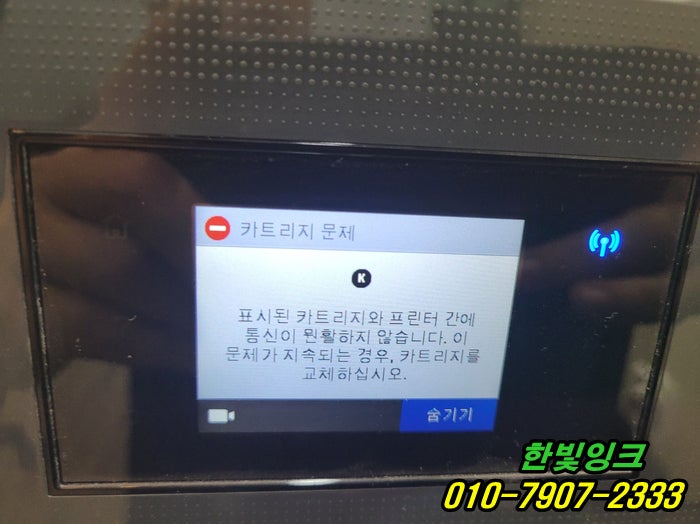 카트리지 문제
K
표시된 카트리지와 프린터 간에
통신이 원활하지 않습니다. 이
문제가 지속되는 경우, 카트리지를
교체하십시오.
숨기기
한빛잉크
010-7907-2333